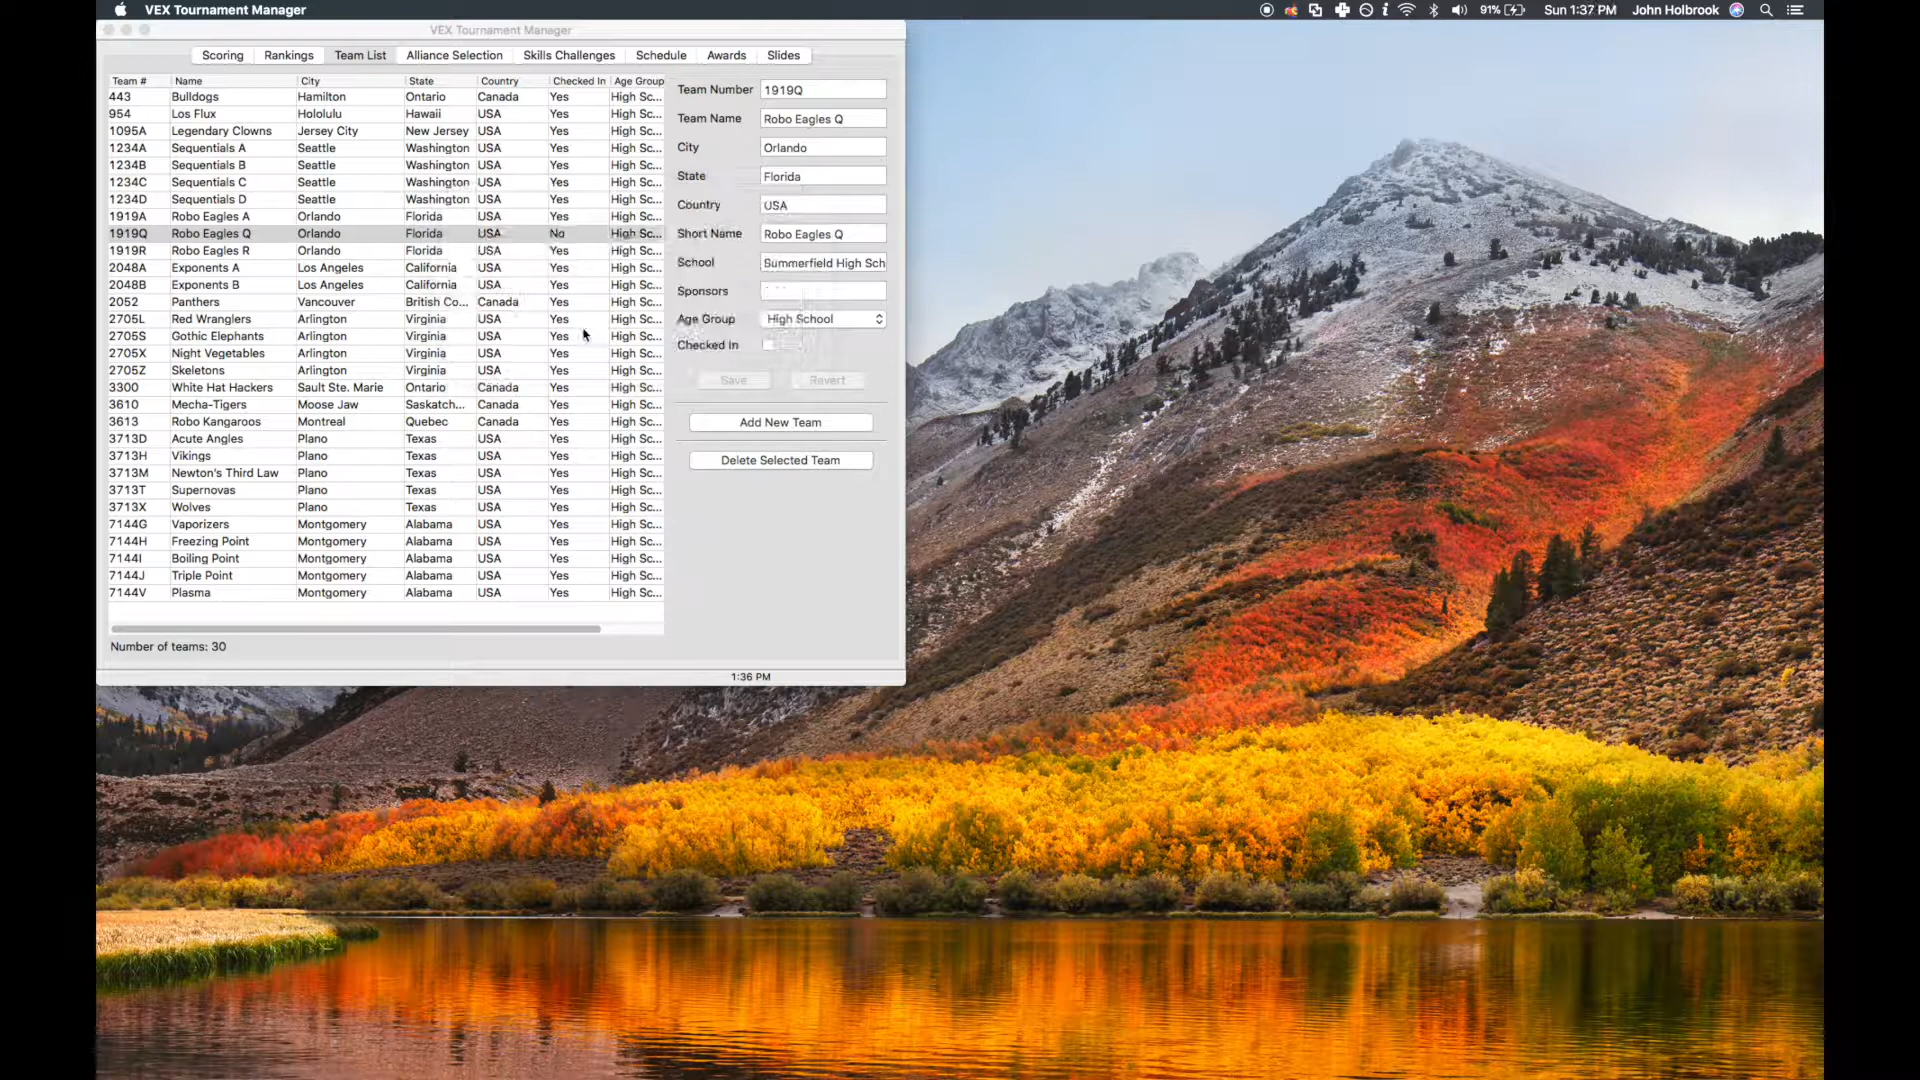 VEX Tournament Manager 91% Sun 1:37 PM John Holbrook
VEX Tournament Manager
Scoring Rankings Team List Alliance Selection Skills Challenges Schedule Awards Slides
Team # Name City State Country Checked In Age Group
443 Bulldogs Hamilton Ontario Canada Yes High Sc...
954 Los Flux Hololulu Hawaii USA Yes High Sc...
1095A Legendary Clowns Jersey City New Jersey USA Yes High Sc...
1234A Sequentials A Seattle Washington USA Yes High Sc...
1234B Sequentials B Seattle Washington USA Yes High Sc...
1234C Sequentials C Seattle Washington USA Yes High Sc...
1234D Sequentials D Seattle Washington USA Yes High Sc...
1919A Robo Eagles A Orlando Florida USA Yes High Sc...
1919Q Robo Eagles Q Orlando Florida USA No High Sc...
1919R Robo Eagles R Orlando Florida USA Yes High Sc...
2048A Exponents A Los Angeles California USA Yes High Sc...
2048B Exponents B Los Angeles California USA Yes High Sc...
2052 Panthers Vancouver British Co... Canada Yes High Sc...
2705L Red Wranglers Arlington Virginia USA Yes High Sc...
2705S Gothic Elephants Arlington Virginia USA Yes High Sc...
2705X Night Vegetables Arlington Virginia USA Yes High Sc...
2705Z Skeletons Arlington Virginia USA Yes High Sc...
3300 White Hat Hackers Sault Ste. Marie Ontario Canada Yes High Sc...
3610 Mecha-Tigers Moose Jaw Saskatch... Canada Yes High Sc...
3613 Robo Kangaroos Montreal Quebec Canada Yes High Sc...
3713D Acute Angles Plano Texas USA Yes High Sc...
3713H Vikings Plano Texas USA Yes High Sc...
3713M Newton's Third Law Plano Texas USA Yes High Sc...
3713T Supernovas Plano Texas USA Yes High Sc...
3713X Wolves Plano Texas USA Yes High Sc...
7144G Vaporizers Montgomery Alabama USA Yes High Sc...
7144H Freezing Point Montgomery Alabama USA Yes High Sc...
7144I Boiling Point Montgomery Alabama USA Yes High Sc...
7144J Triple Point Montgomery Alabama USA Yes High Sc...
7144V Plasma Montgomery Alabama USA Yes High Sc...
Number of teams: 30
Team Number 1919Q
Team Name Robo Eagles Q
City Orlando
State Florida
Country USA
Short Name Robo Eagles Q
School Summerfield High Sch
Sponsors
Age Group High School
Checked In
Save Revert
Add New Team
Delete Selected Team
1:36 PM